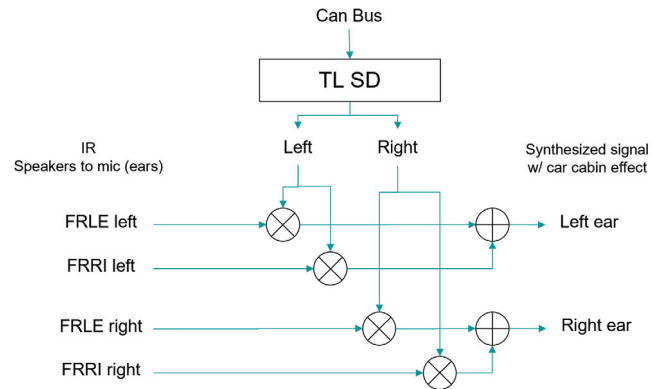 Can Bus
TL SD
IR
Speakers to mic (ears)
Left
Right
Synthesized signal
w/ car cabin effect
FRLE left
Left ear
FRRI left
FRLE right
Right ear
FRRI right